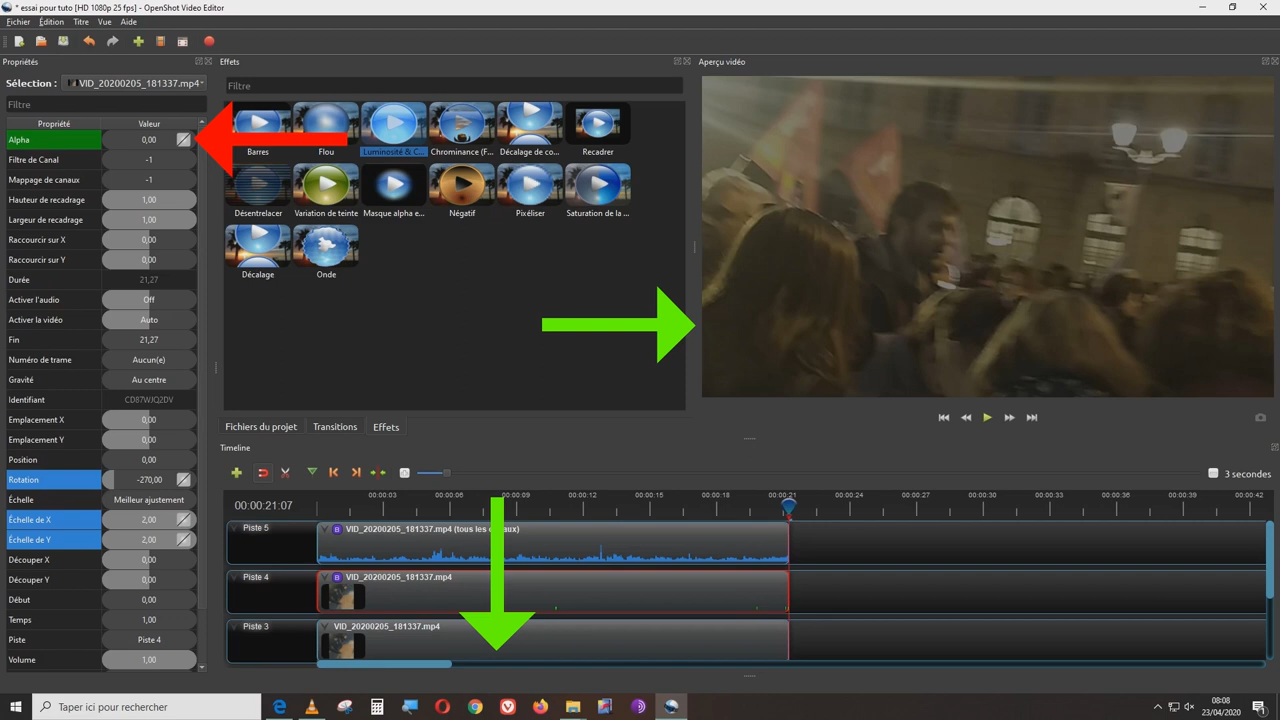 * essai pour tuto [HD 1080p 25 fps] - OpenShot Video Editor
Fichier Édition Titre Vue Aide
Propriétés
Sélection : VID_20200205_181337.mp4
Filtre
Propriété Valeur
Alpha 0,00
Filtre de Canal -1
Mappage de canaux -1
Hauteur de recadrage 1,00
Largeur de recadrage 1,00
Raccourcir sur X 0,00
Raccourcir sur Y 0,00
Durée 21,27
Activer l'audio Off
Activer la vidéo Auto
Fin 21,27
Numéro de trame Aucun(e)
Gravité Au centre
Identifiant CD87WJQ2DV
Emplacement X 0,00
Emplacement Y 0,00
Position 0,00
Rotation -270,00
Échelle Meilleur ajustement
Échelle de X 2,00
Échelle de Y 2,00
Découper X 0,00
Découper Y 0,00
Début 0,00
Temps 1,00
Piste Piste 4
Volume 1,00
Effets
Filtre
Barres Flou Luminosité & C... Chrominance (F... Décalage de co... Recadrer
Désentrelacer Variation de teinte Masque alpha e... Négatif Pixéliser Saturation de la ...
Décalage Onde
Fichiers du projet Transitions Effets
Aperçu vidéo
Timeline
3 secondes
00:00:21:07
00:00:03 00:00:06 00:00:09 00:00:12 00:00:15 00:00:18 00:00:21 00:00:24 00:00:27 00:00:30 00:00:33 00:00:36 00:00:39 00:00:42
Piste 5 B VID_20200205_181337.mp4 (tous les
Piste 4 B VID_20200205_181337.mp4
Piste 3 VID_20200205_181337.mp4
Taper ici pour rechercher
08:08
23/04/2020
1